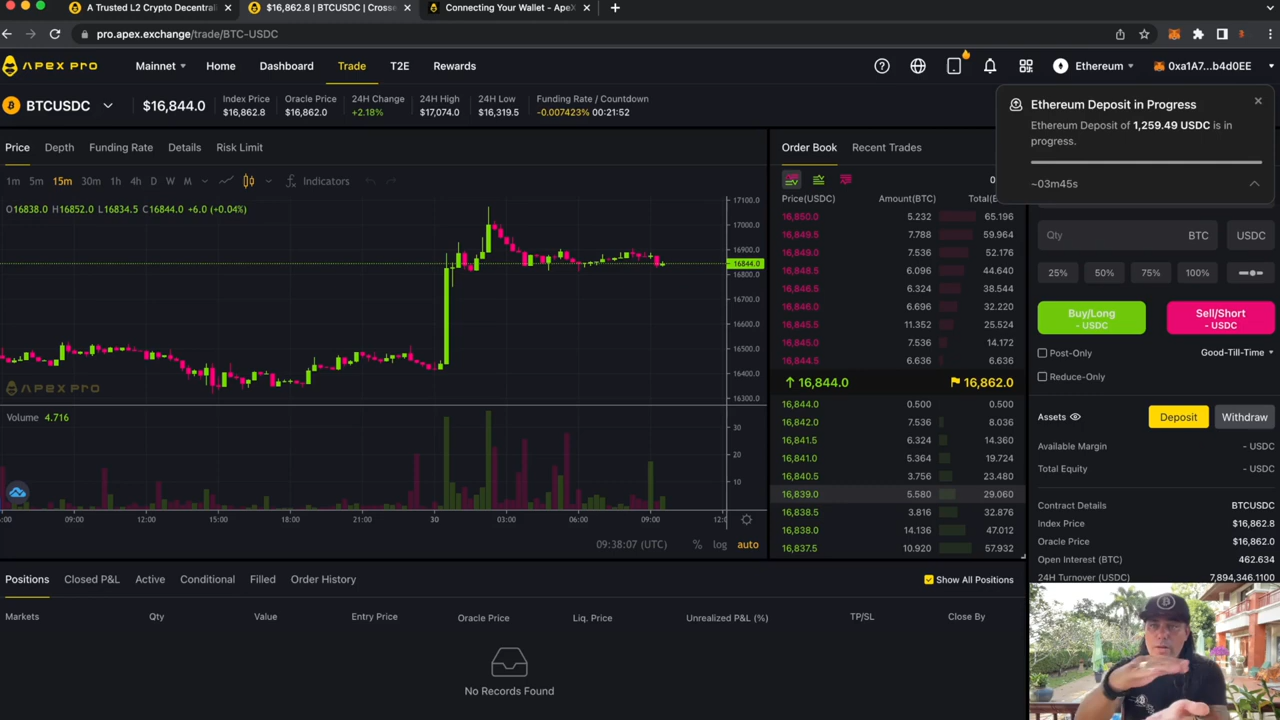 A Trusted L2 Crypto Decentrali
$16,862.8 | BTCUSDC | Crosse
Connecting Your Wallet - ApeX
pro.apex.exchange/trade/BTC-USDC
APEX PRO
Mainnet
Home
Dashboard
Trade
T2E
Rewards
Ethereum
0xa1A7...b4d0EE
BTCUSDC
$16,844.0
Index Price
$16,862.8
Oracle Price
$16,862.0
24H Change
+2.18%
24H High
$17,074.0
24H Low
$16,319.5
Funding Rate / Countdown
-0.007423% 00:21:52
Ethereum Deposit in Progress
Ethereum Deposit of 1,259.49 USDC is in
progress.
~03m45s
Price
Depth
Funding Rate
Details
Risk Limit
1m 5m 15m 30m 1h 4h D W M
Indicators
O16838.0 H16852.0 L16834.5 C16844.0 +6.0 (+0.04%)
17100.0
17000.0
16900.0
16844.0
16800.0
16700.0
16600.0
16500.0
16400.0
16300.0
APEX PRO
Volume 4.716
30
20
10
:00 09:00 12:00 15:00 18:00 21:00 30 03:00 06:00 09:00 12:0
09:38:07 (UTC)
%
log
auto
Order Book
Recent Trades
0
Price(USDC) Amount(BTC) Total(B
16,850.0 5.232 65.196
16,849.5 7.788 59.964
16,849.0 7.536 52.176
16,848.5 6.096 44.640
16,846.5 6.324 38.544
16,846.0 6.696 32.220
16,845.5 11.352 25.524
16,845.0 7.536 14.172
16,844.5 6.636 6.636
16,844.0 16,862.0
16,844.0 0.500 0.500
16,842.0 7.536 8.036
16,841.5 6.324 14.360
16,841.0 5.364 19.724
16,840.5 3.756 23.480
16,839.0 5.580 29.060
16,838.5 3.816 32.876
16,838.0 14.136 47.012
16,837.5 10.920 57.932
Qty
BTC
USDC
25% 50% 75% 100%
Buy/Long
- USDC
Sell/Short
- USDC
Post-Only
Good-Till-Time
Reduce-Only
Assets
Deposit
Withdraw
Available Margin - USDC
Total Equity - USDC
Contract Details BTCUSDC
Index Price $16,862.8
Oracle Price $16,862.0
Open Interest (BTC) 462.634
24H Turnover (USDC) 7,894,346.1100
Positions
Closed P&L
Active
Conditional
Filled
Order History
Show All Positions
Markets
Qty
Value
Entry Price
Oracle Price
Liq. Price
Unrealized P&L (%)
TP/SL
Close By
No Records Found